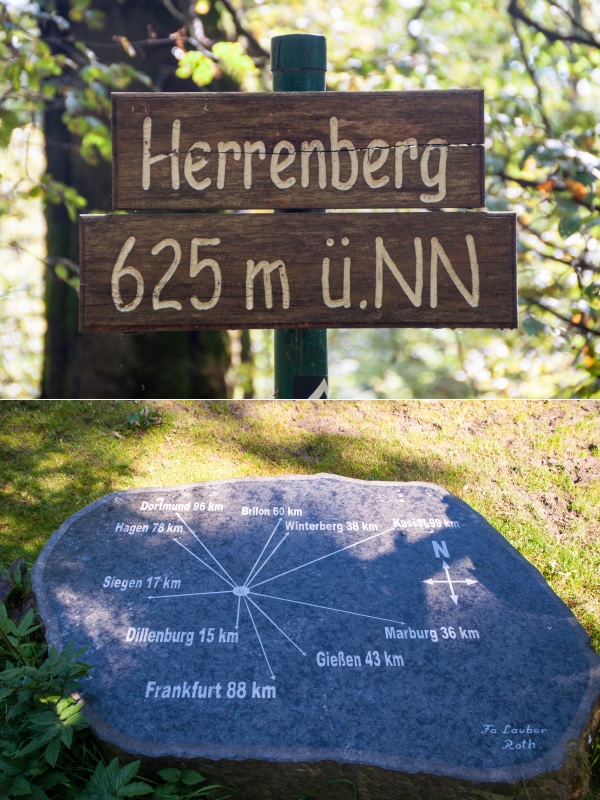 Herrenberg
625 m ü.NN
Dortmund 96 km
Brilon 60 km
Hagen 78 km
Winterberg 38 km
Kassel 99 km
N
Siegen 17 km
Dillenburg 15 km
Marburg 36 km
Gießen 43 km
Frankfurt 88 km
Fa. Lauber
Roth